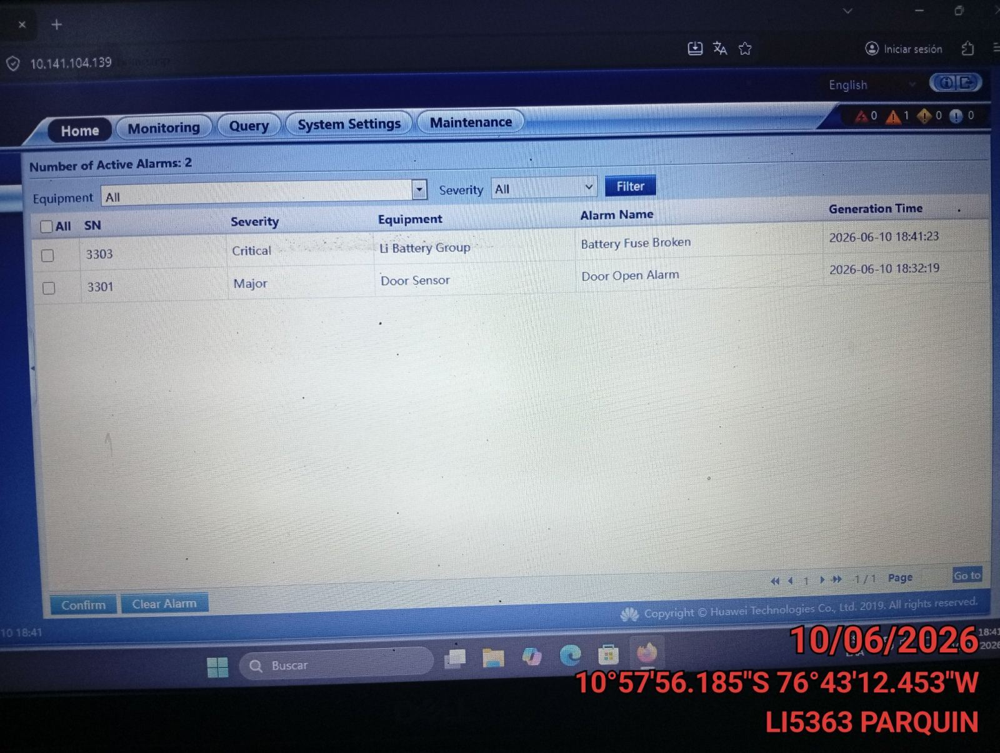 10.141.104.139
Iniciar sesión
English
Home Monitoring Query System Settings Maintenance
0 1 0 0
Number of Active Alarms: 2
Equipment All Severity All Filter
All SN Severity Equipment Alarm Name Generation Time
3303 Critical Li Battery Group Battery Fuse Broken 2026-06-10 18:41:23
3301 Major Door Sensor Door Open Alarm 2026-06-10 18:32:19
1 1 / 1 Page Go to
Confirm Clear Alarm
Copyright © Huawei Technologies Co., Ltd. 2019. All rights reserved.
10 18:41
Buscar
10/06/2026
10°57'56.185"S 76°43'12.453"W
LI5363 PARQUIN